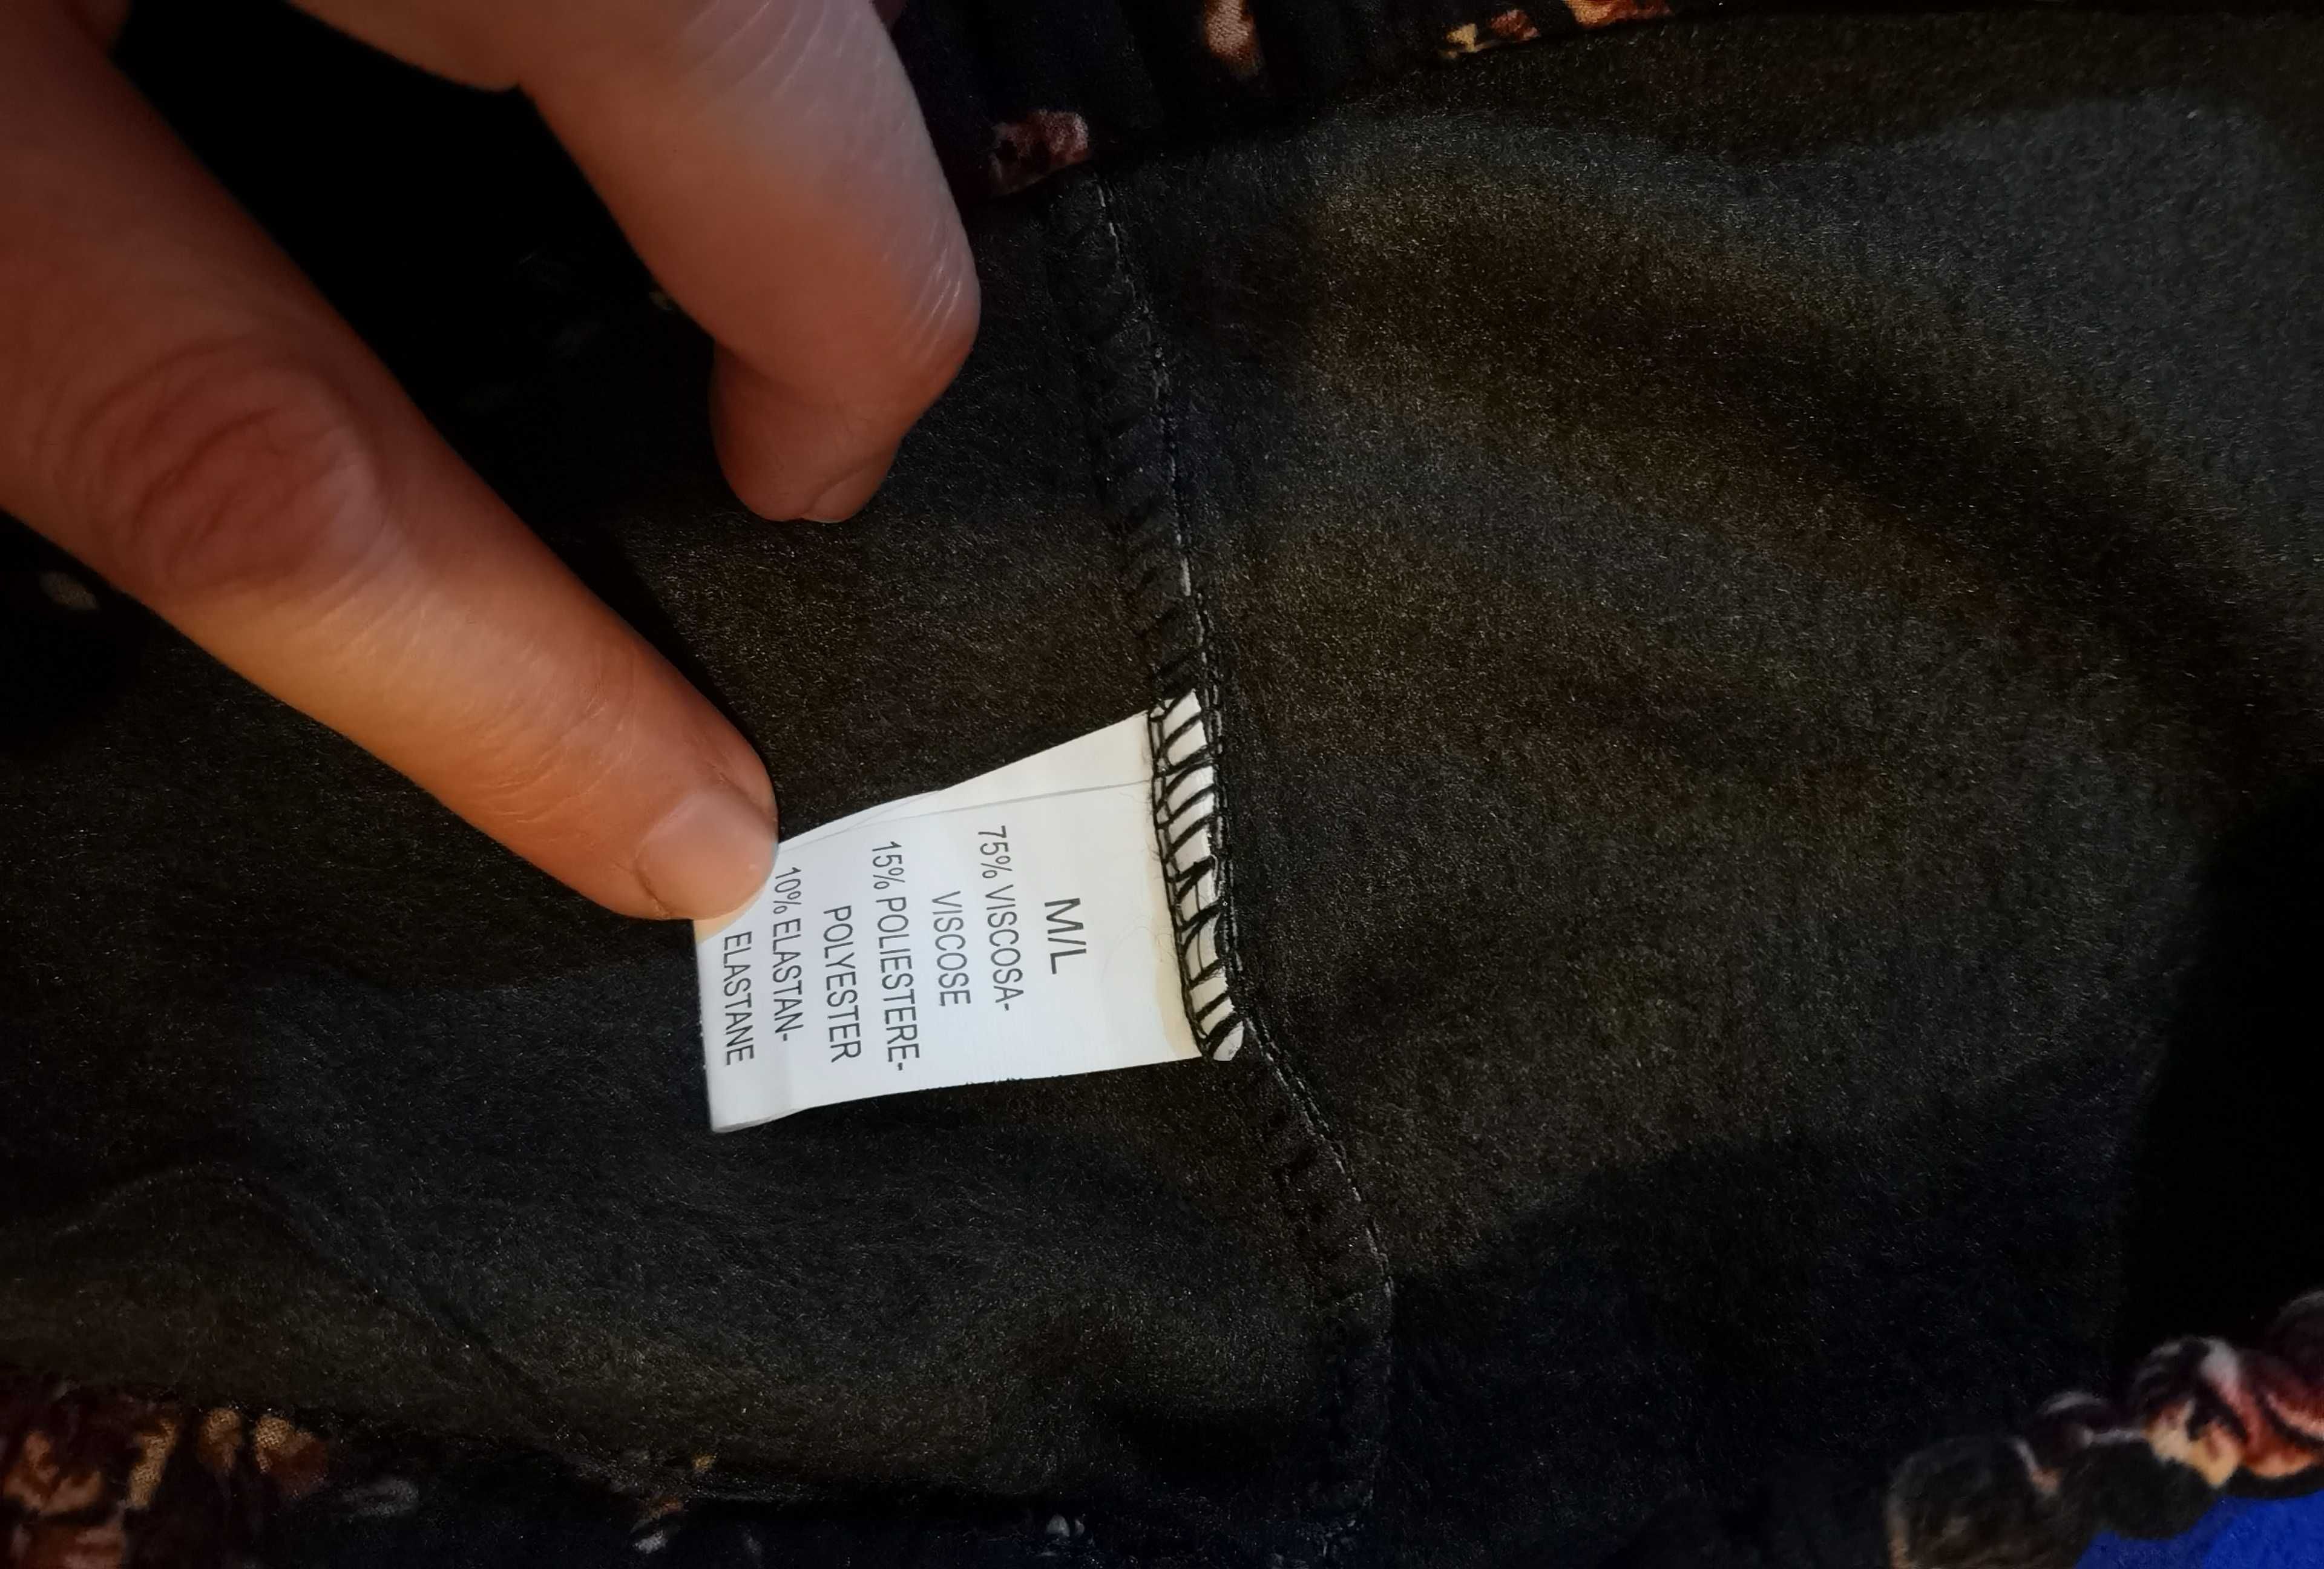 M/L
75% VISCOSA-
VISCOSE
15% POLIESTERE-
POLYESTER
10% ELASTAN-
ELASTANE